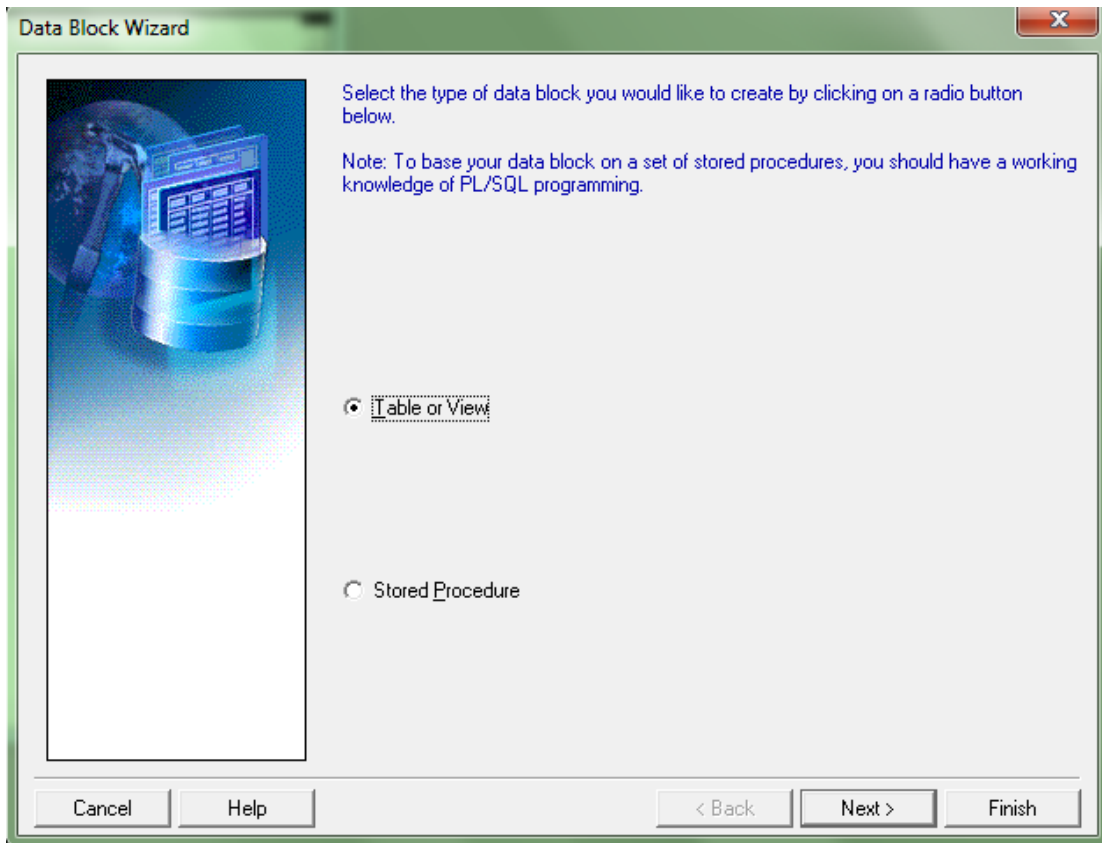 Data Block Wizard
Select the type of data block you would like to create by clicking on a radio button
below.
Note: To base your data block on a set of stored procedures, you should have a working
knowledge of PL/SQL programming.
Table or View
Stored Procedure
Cancel
Help
< Back
Next >
Finish